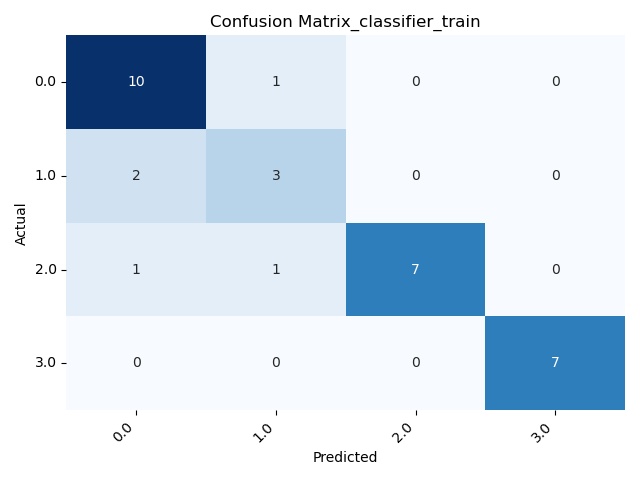 Confusion Matrix_classifier_train
Actual
0.0 10 1 0 0
1.0 2 3 0 0
2.0 1 1 7 0
3.0 0 0 0 7
0.0 1.0 2.0 3.0
Predicted